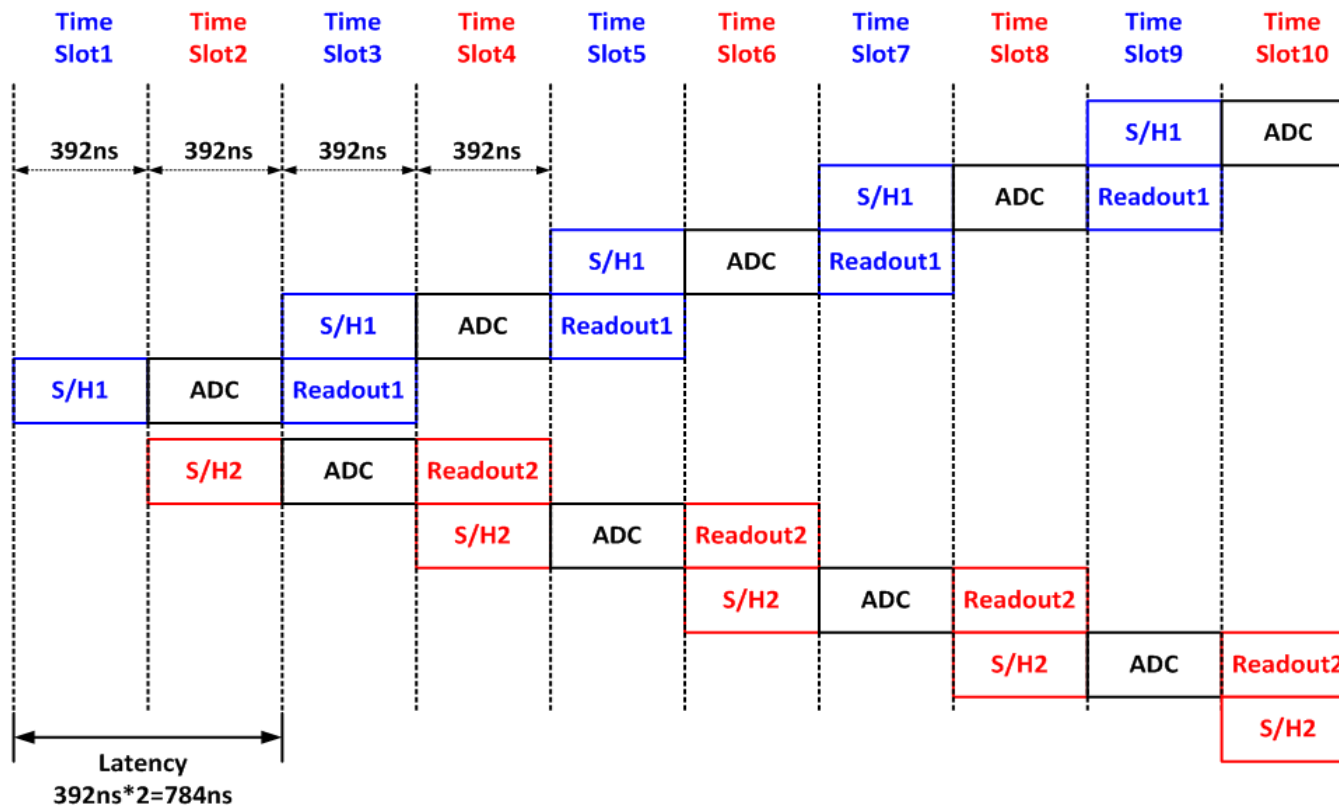 Time Time Time Time Time Time Time Time Time Time
Slot1 Slot2 Slot3 Slot4 Slot5 Slot6 Slot7 Slot8 Slot9 Slot10
S/H1 ADC
392ns 392ns 392ns 392ns
S/H1 ADC Readout1
S/H1 ADC Readout1
S/H1 ADC Readout1
S/H1 ADC Readout1
S/H2 ADC Readout2
S/H2 ADC Readout2
S/H2 ADC Readout2
S/H2 ADC Readout2
S/H2
Latency
392ns*2=784ns